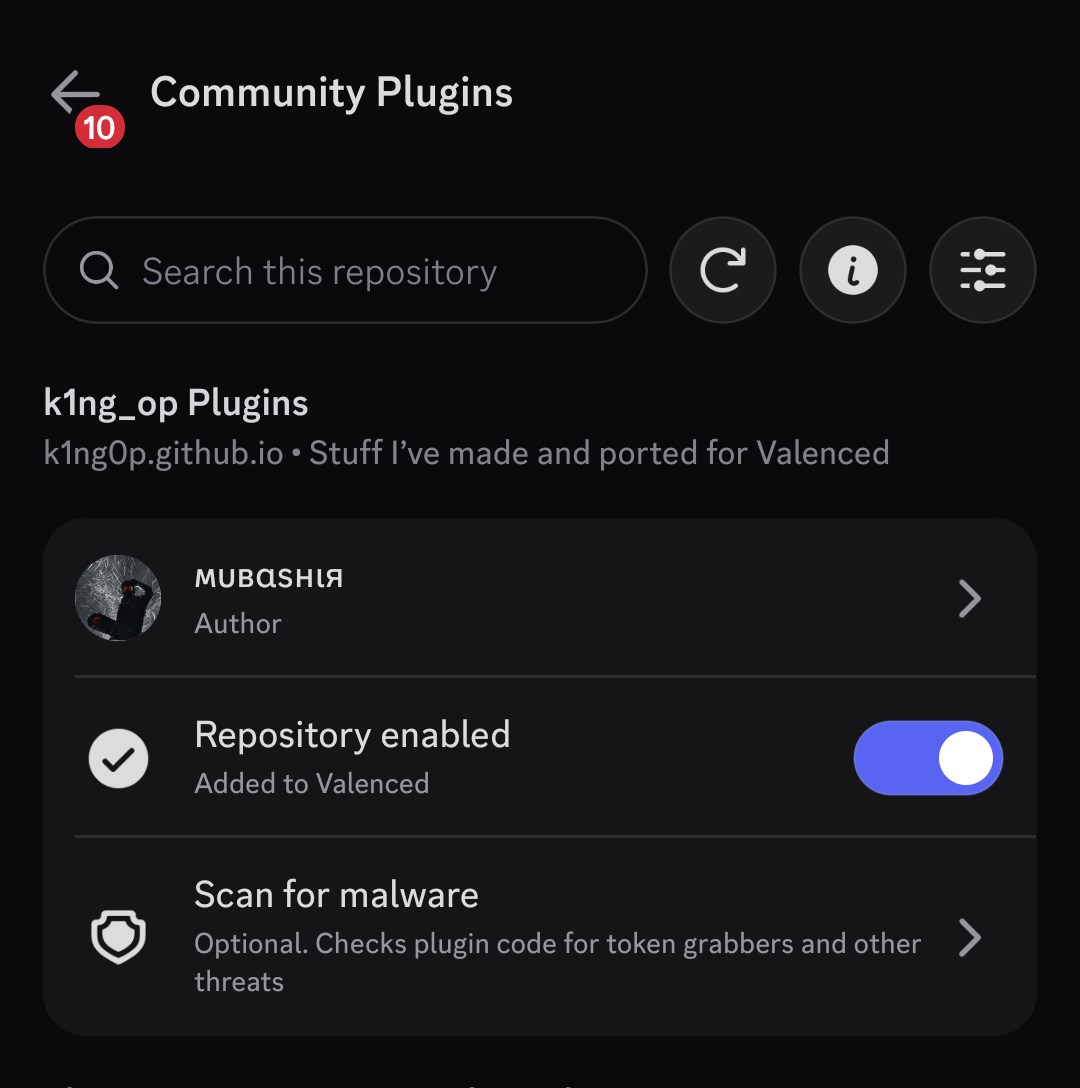 Community Plugins
10
Search this repository
k1ng_op Plugins
k1ng0p.github.io • Stuff I’ve made and ported for Valenced
ᴍᴜʙɑsʜιᴙ
Author
Repository enabled
Added to Valenced
Scan for malware
Optional. Checks plugin code for token grabbers and other
threats